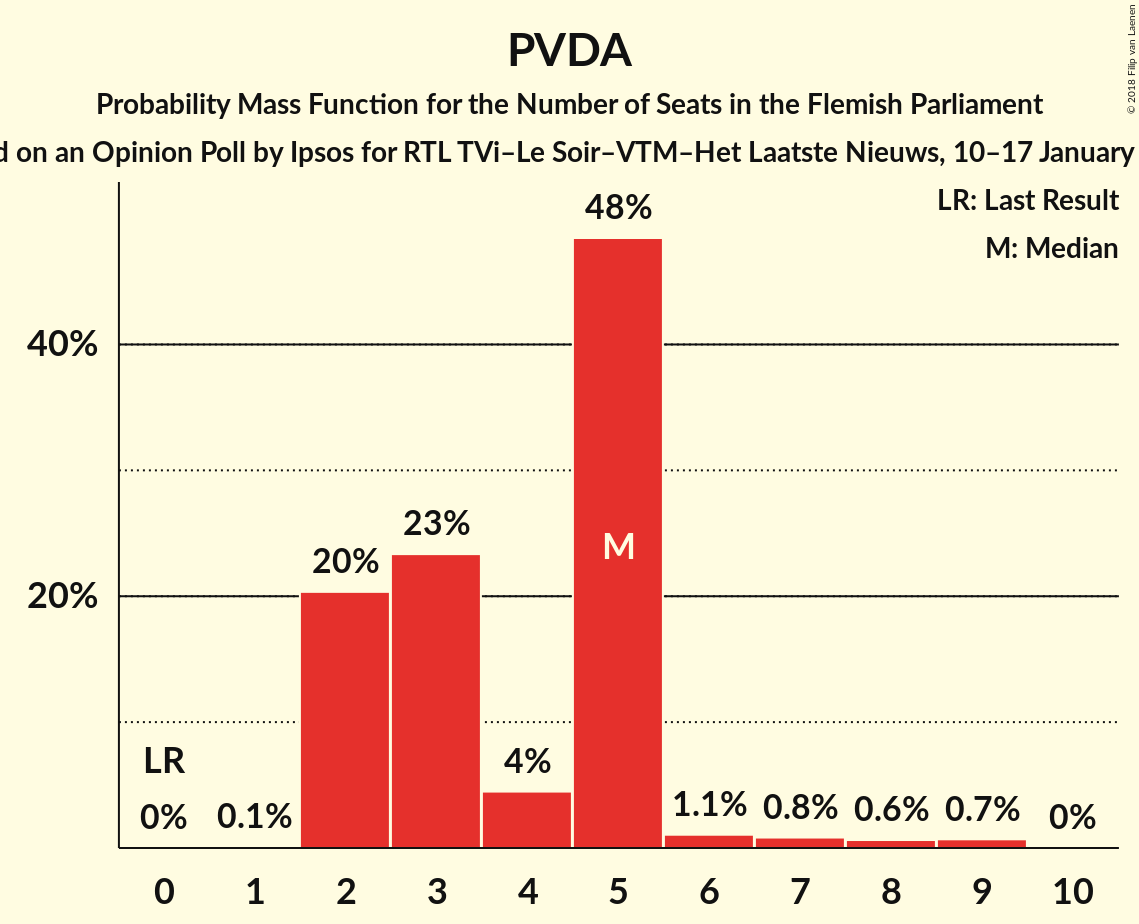 PVDA
Probability Mass Function for the Number of Seats in the Flemish Parliament
on an Opinion Poll by Ipsos for RTL TVi–Le Soir–VTM–Het Laatste Nieuws, 10–17 January
© 2018 Filip van Laenen
LR: Last Result
M: Median
48%
40%
23%
20%
M
20%
LR
4%
0%
0.1%
1.1%
0.8%
0.6%
0.7%
0%
0 1 2 3 4 5 6 7 8 9 10